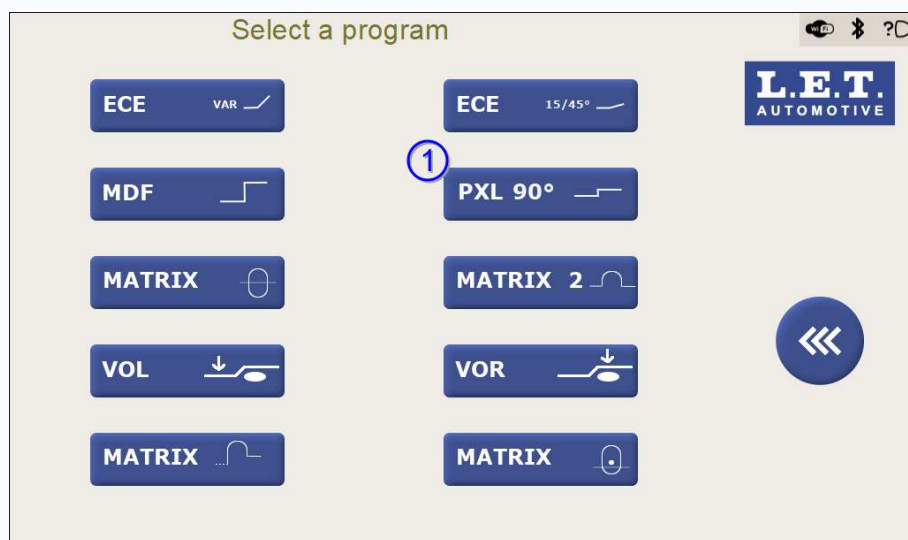 Select a program
WiFi ?
L.E.T.
AUTOMOTIVE
ECE VAR
ECE 15/45°
1
MDF
PXL 90°
MATRIX
MATRIX 2
VOL
VOR
MATRIX
MATRIX